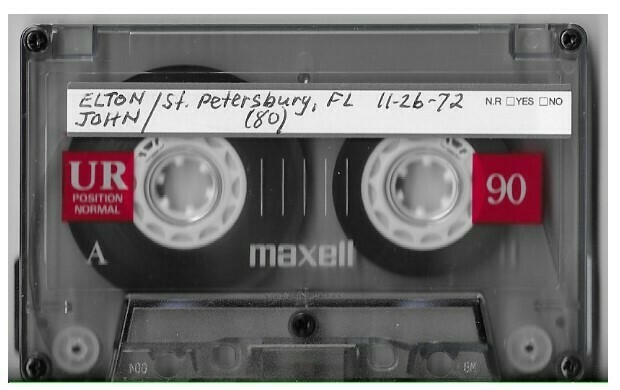 ELTON / St. Petersburg, FL 11-26-72 N.R □YES □NO
JOHN / (80)
UR
POSITION
NORMAL
90
A
maxell